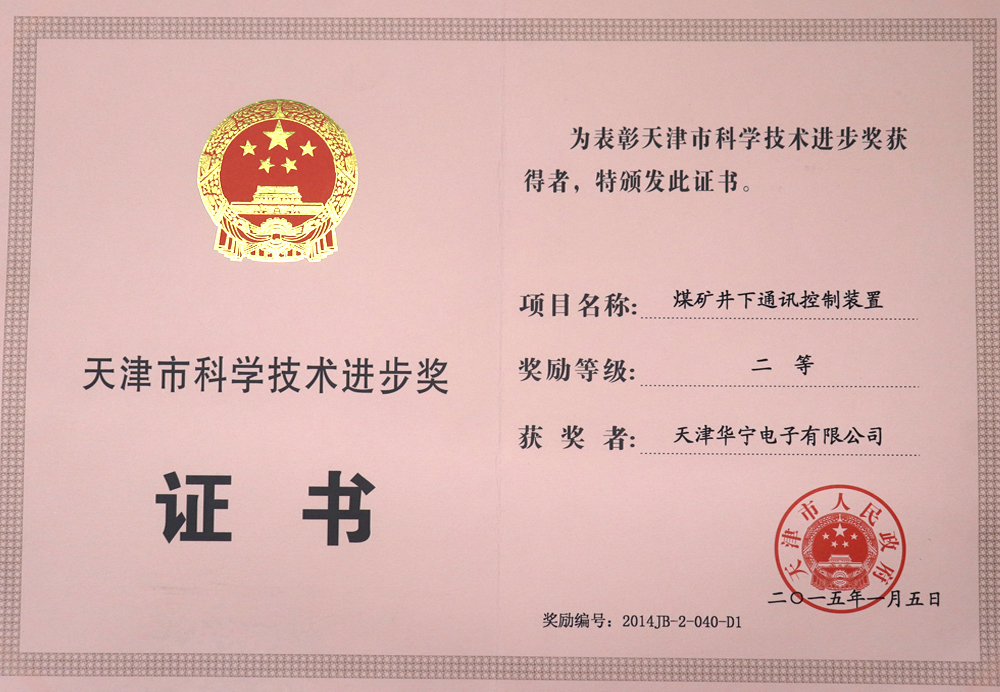 天津市科学技术进步奖
证书
为表彰天津市科学技术进步奖获
得者，特颁发此证书。
项目名称：煤矿井下通讯控制装置
奖励等级：二 等
获 奖 者：天津华宁电子有限公司
天津市人民政府
二〇一五年一月五日
奖励编号：2014JB-2-040-D1